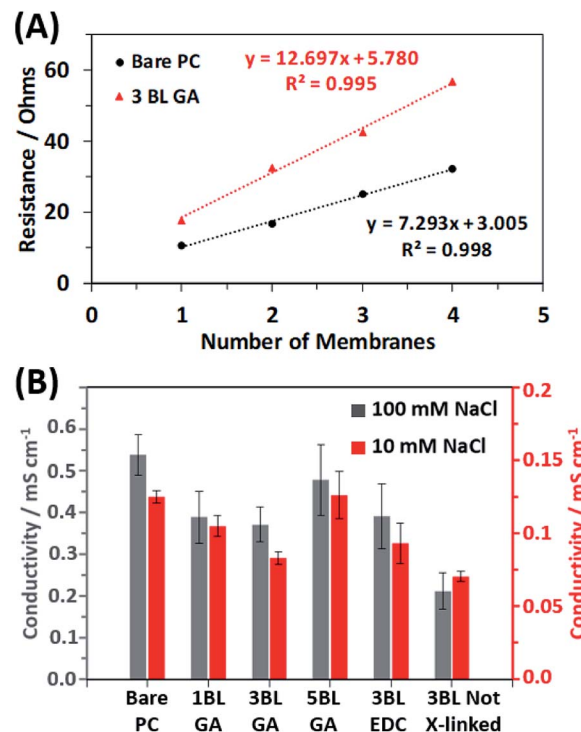 (A)
Bare PC
3 BL GA
y = 12.697x + 5.780
R² = 0.995
y = 7.293x + 3.005
R² = 0.998
Resistance / Ohms
60
40
20
0
0 1 2 3 4 5
Number of Membranes
(B)
100 mM NaCl
10 mM NaCl
Conductivity / mS cm⁻¹
0.6
0.5
0.4
0.3
0.2
0.1
0.0
0.2
0.15
0.1
0.05
0.0
Conductivity / mS cm⁻¹
Bare 1BL 3BL 5BL 3BL 3BL Not
PC GA GA GA EDC X-linked